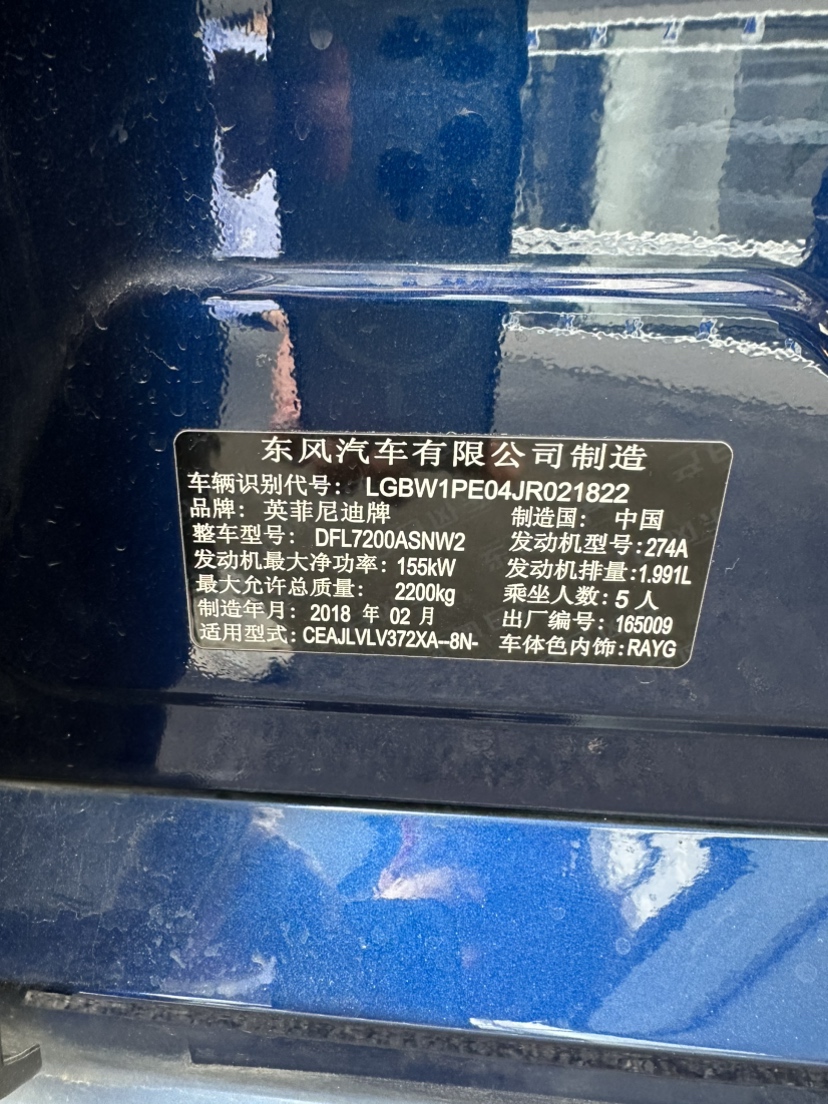 东风汽车有限公司制造
车辆识别代号: LGBW1PE04JR021822
品牌: 英菲尼迪牌 制造国: 中国
整车型号: DFL7200ASNW2 发动机型号:274A
发动机最大净功率: 155kW 发动机排量:1.991L
最大允许总质量: 2200kg 乘坐人数: 5 人
制造年月: 2018 年 02 月 出厂编号: 165009
适用型式: CEAJLVLV372XA--8N- 车体色内饰:RAYG